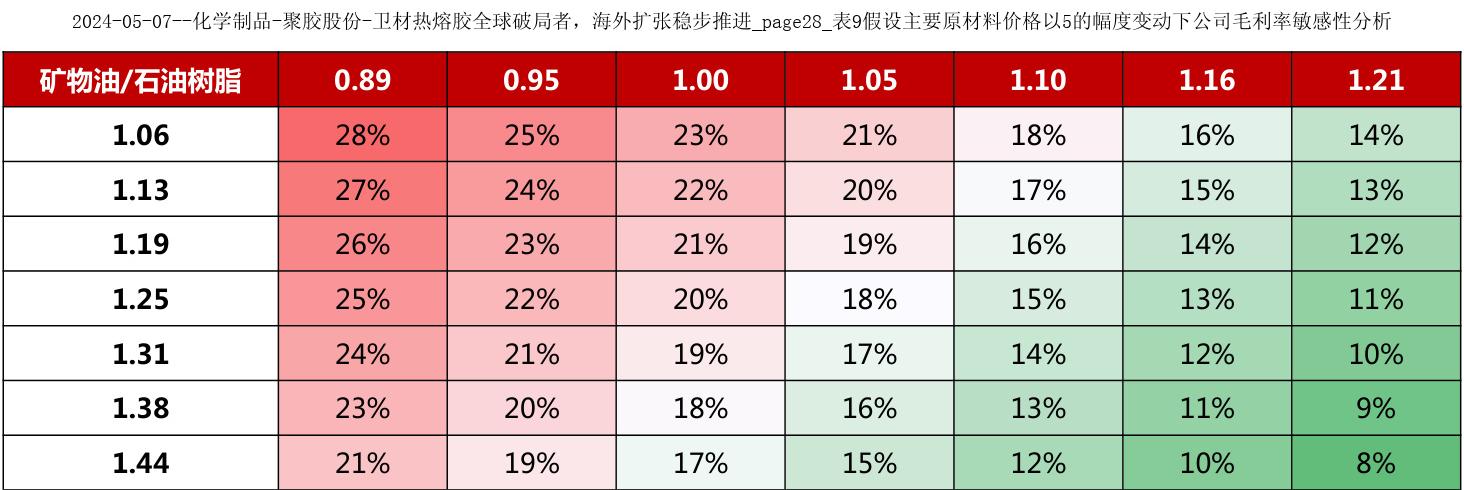 2024-05-07--化学制品-聚胶股份-卫材热熔胶全球破局者，海外扩张稳步推进_page28_表9假设主要原材料价格以5的幅度变动下公司毛利率敏感性分析
矿物油/石油树脂 0.89 0.95 1.00 1.05 1.10 1.16 1.21
1.06 28% 25% 23% 21% 18% 16% 14%
1.13 27% 24% 22% 20% 17% 15% 13%
1.19 26% 23% 21% 19% 16% 14% 12%
1.25 25% 22% 20% 18% 15% 13% 11%
1.31 24% 21% 19% 17% 14% 12% 10%
1.38 23% 20% 18% 16% 13% 11% 9%
1.44 21% 19% 17% 15% 12% 10% 8%